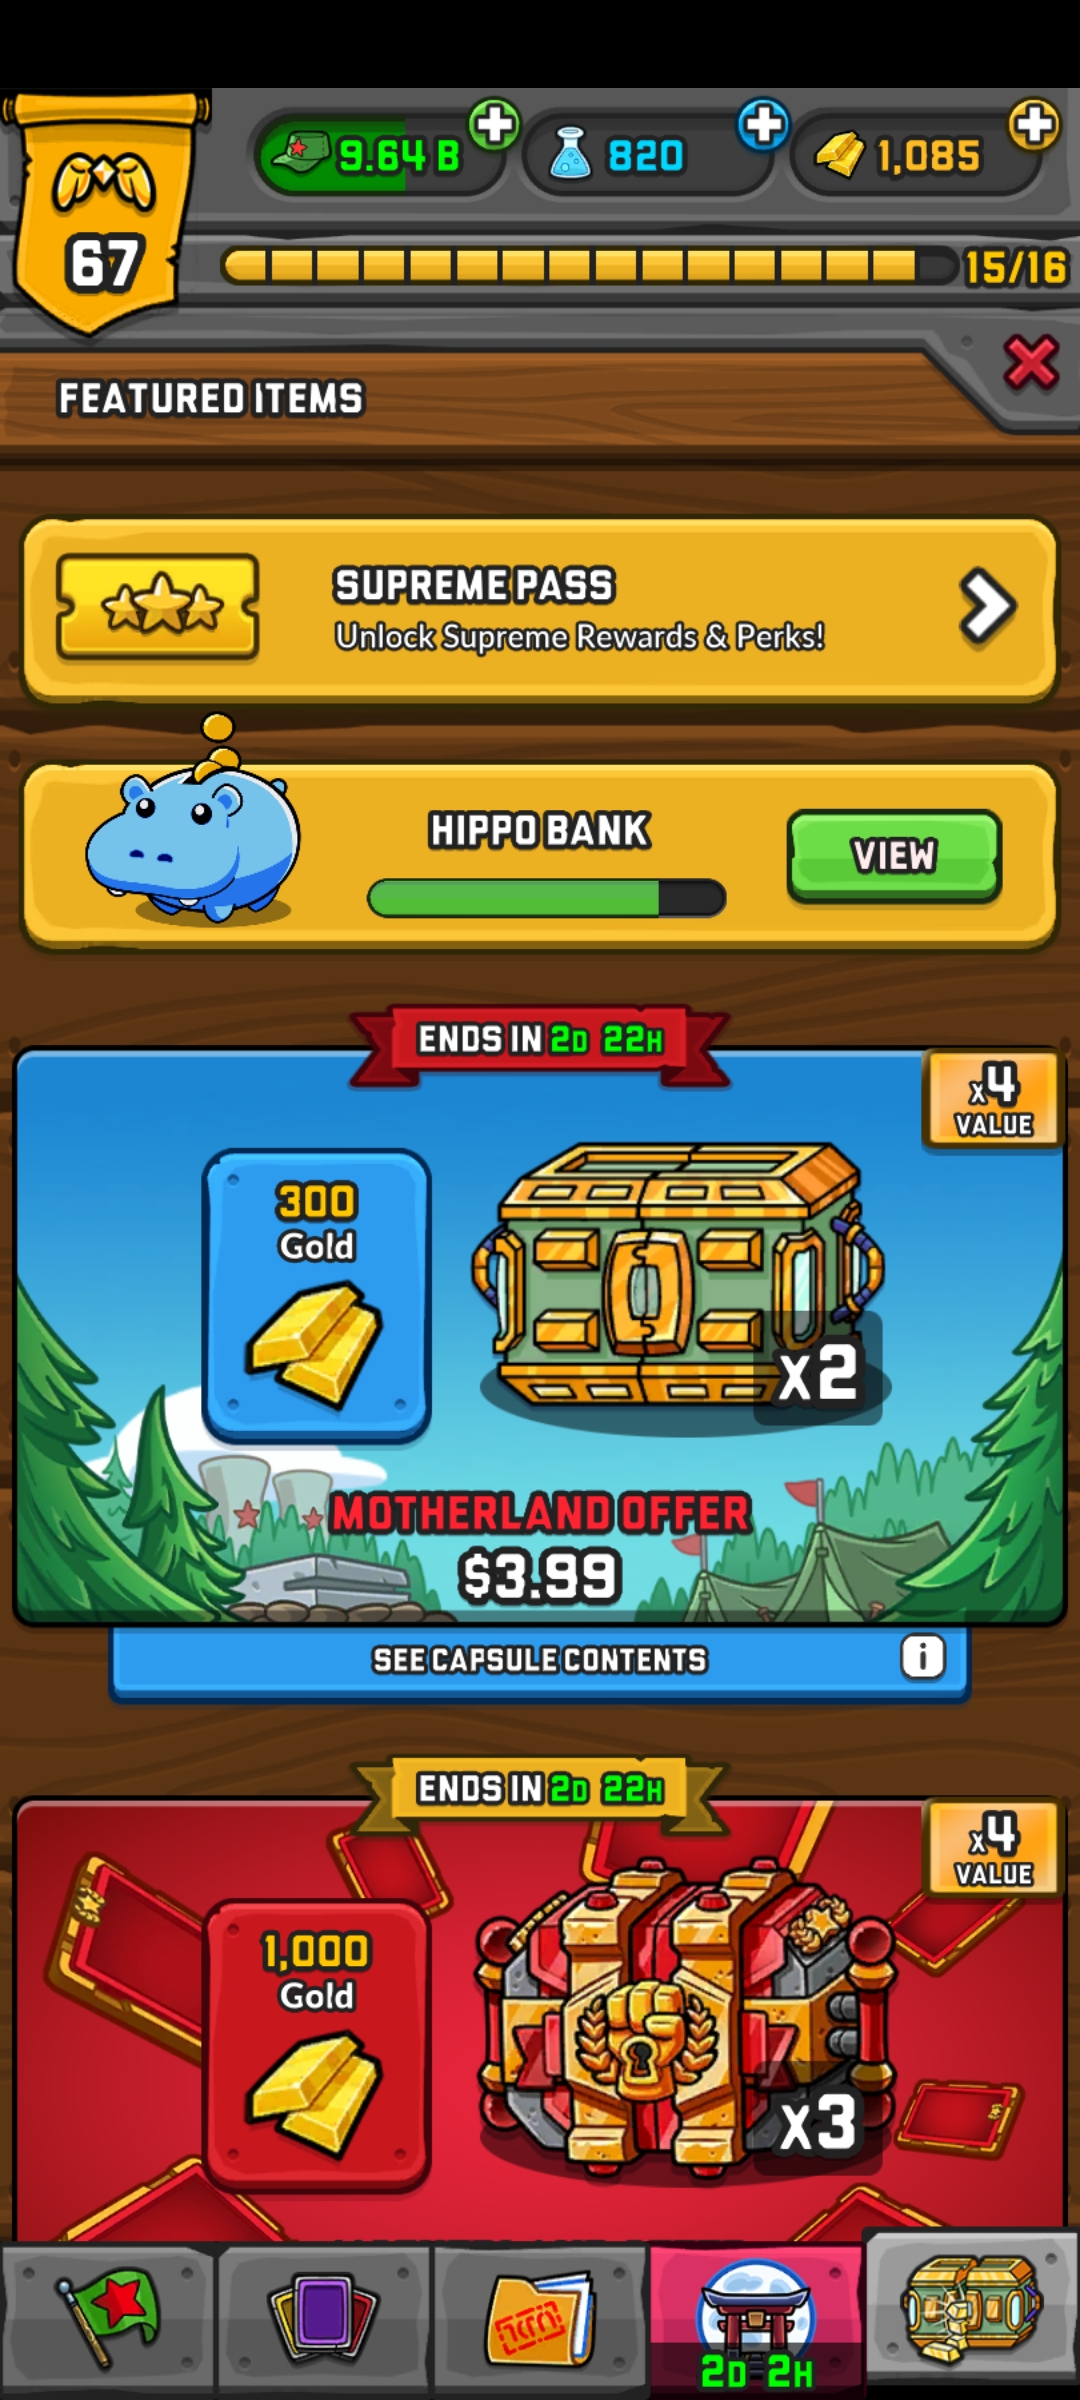 9.64 B
820
1,085
67
15/16
FEATURED ITEMS
SUPREME PASS
Unlock Supreme Rewards & Perks!
HIPPO BANK
VIEW
ENDS IN 2D 22H
x4
VALUE
300
Gold
x2
MOTHERLAND OFFER
$3.99
SEE CAPSULE CONTENTS
i
ENDS IN 2D 22H
x4
VALUE
1,000
Gold
x3
2D 2H